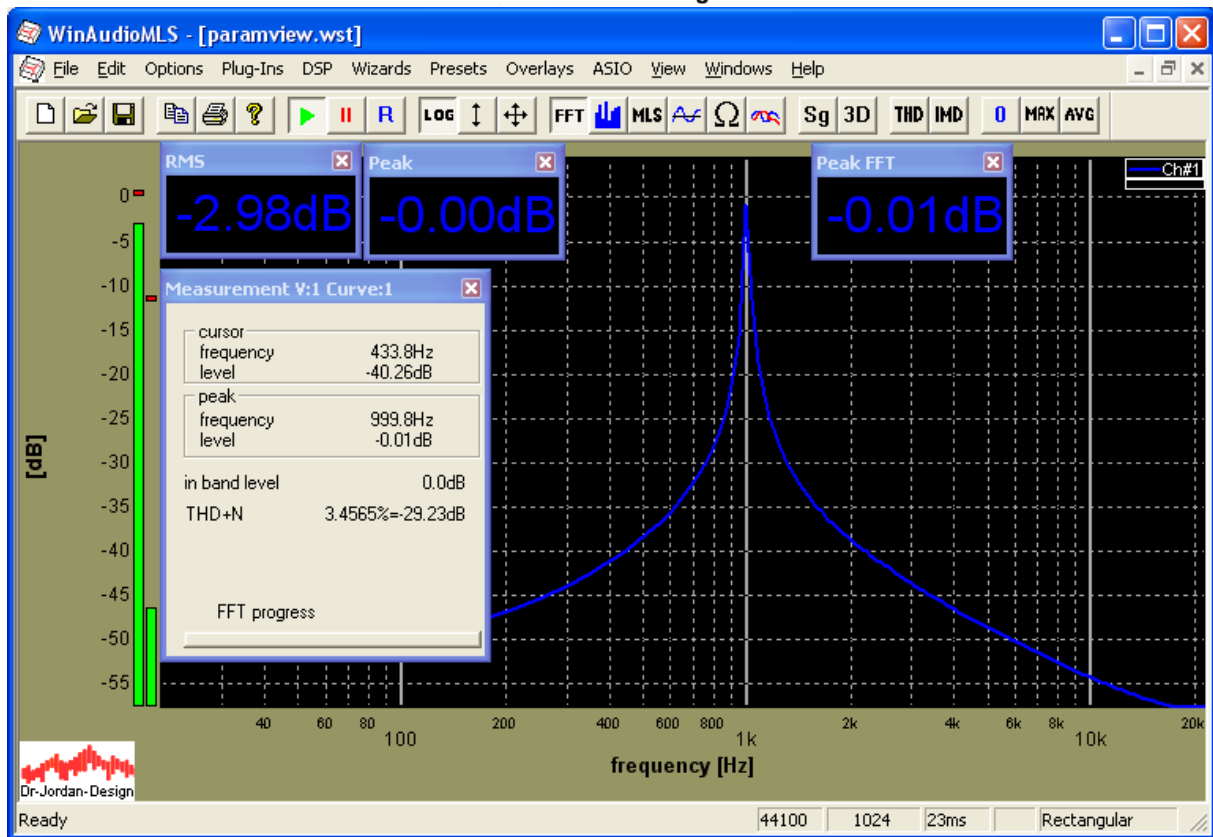 WinAudioMLS - [paramview.wst]
File Edit Options Plug-Ins DSP Wizards Presets Overlays ASIO View Windows Help
R LOG FFT MLS Ω Sg 3D THD IMD 0 MAX AVG
RMS
-2.98dB
Peak
-0.00dB
Peak FFT
-0.01dB
Ch#1
Measurement V:1 Curve:1
cursor
frequency 433.8Hz
level -40.26dB
peak
frequency 999.8Hz
level -0.01dB
in band level 0.0dB
THD+N 3.4565%=-29.23dB
FFT progress
[dB]
0
-5
-10
-15
-20
-25
-30
-35
-40
-45
-50
-55
40 60 80 100 200 400 600 800 1k 2k 4k 6k 8k 10k 20k
frequency [Hz]
Dr-Jordan-Design
Ready 44100 1024 23ms Rectangular